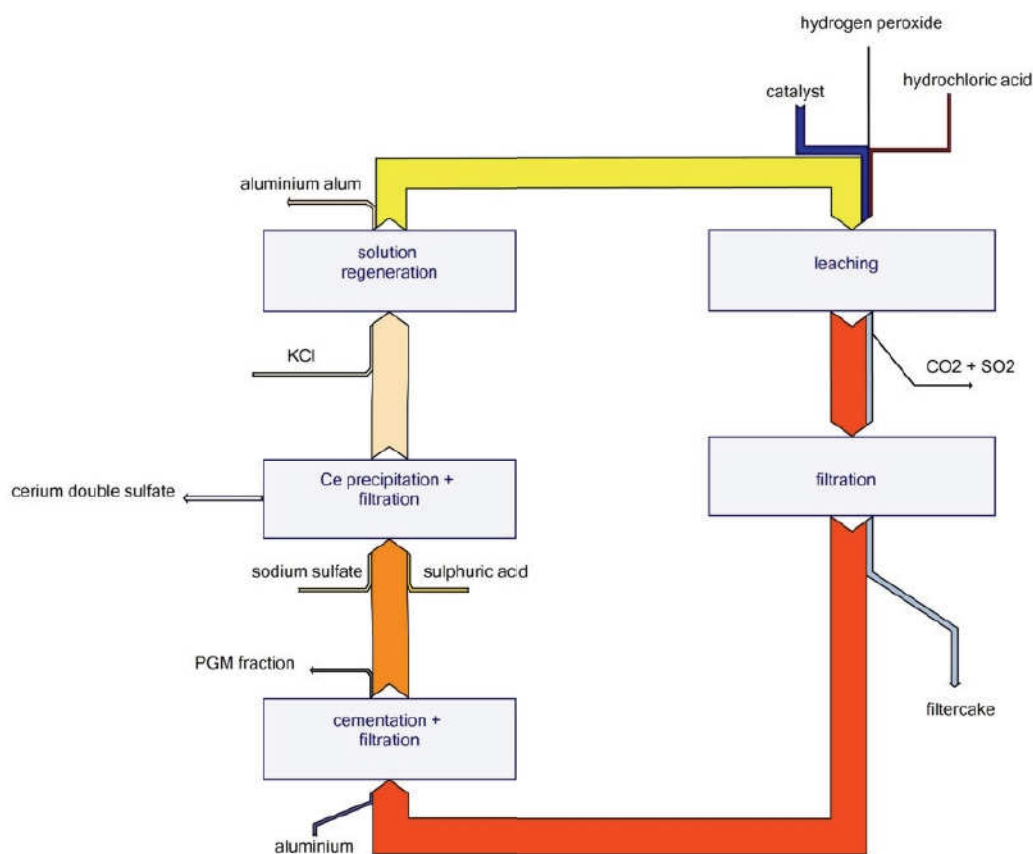 hydrogen peroxide
hydrochloric acid
catalyst
aluminium alum
solution
regeneration
leaching
KCl
CO2 + SO2
Ce precipitation +
filtration
filtration
cerium double sulfate
sodium sulfate
sulphuric acid
PGM fraction
filtercake
cementation +
filtration
aluminium